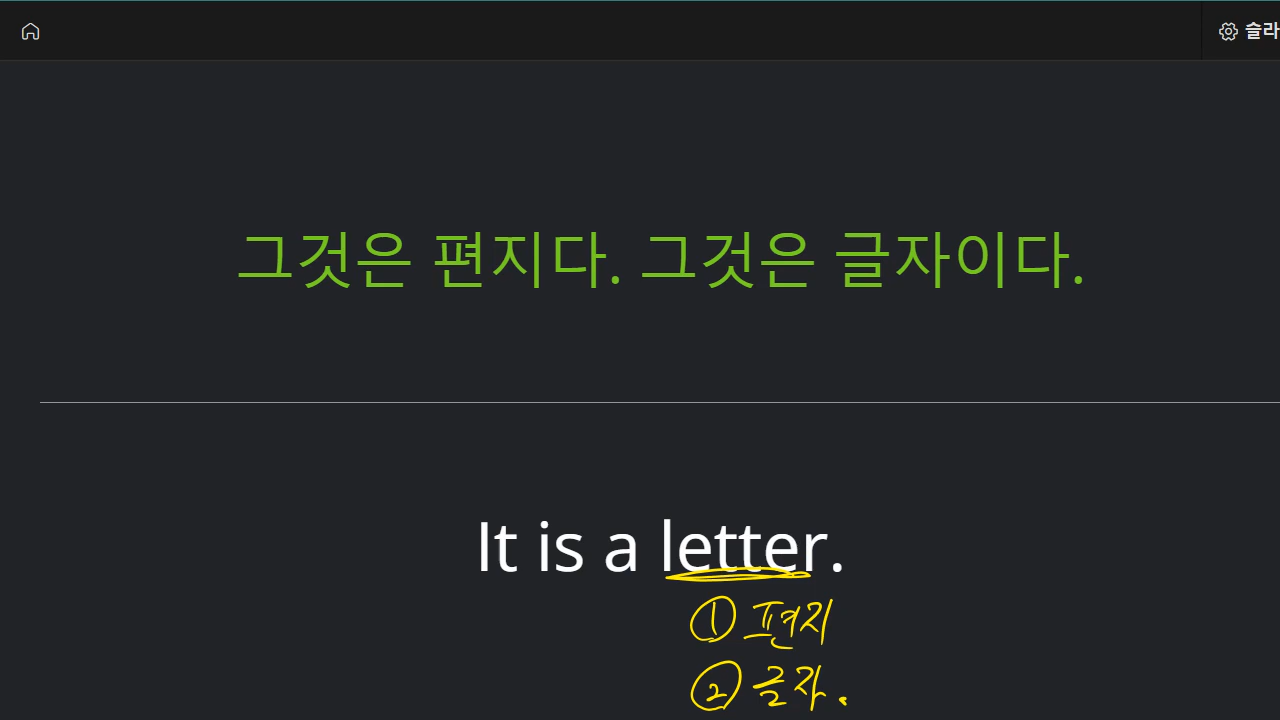 슬라
그것은 편지다. 그것은 글자이다.
It is a letter.
① 편지
② 글자.